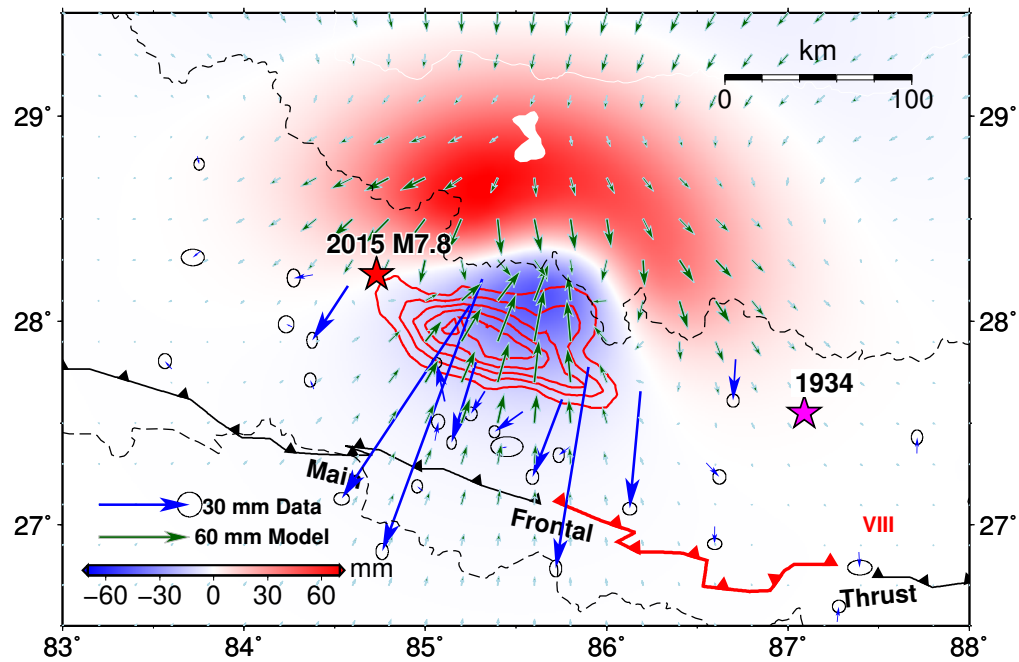 km
0 100
29° 29°
2015 M7.8
28° 28°
1934
Main
30 mm Data
Frontal
VIII
27° 27°
60 mm Model
mm
−60 −30 0 30 60
Thrust
83° 84° 85° 86° 87° 88°